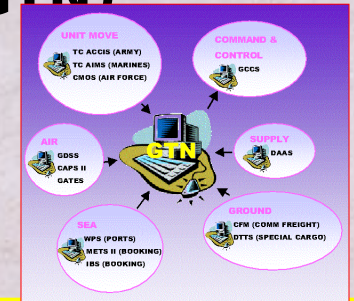 UNIT MOVE
TC ACCIS (ARMY)
TC AIMS (MARINES)
CMOS (AIR FORCE)
COMMAND &
CONTROL
GCCS
AIR
GDSS
CAPS II
GATES
GTN
SUPPLY
DAAS
SEA
WPS (PORTS)
METS II (BOOKING)
IBS (BOOKING)
GROUND
CFM (COMM FREIGHT)
DTTS (SPECIAL CARGO)